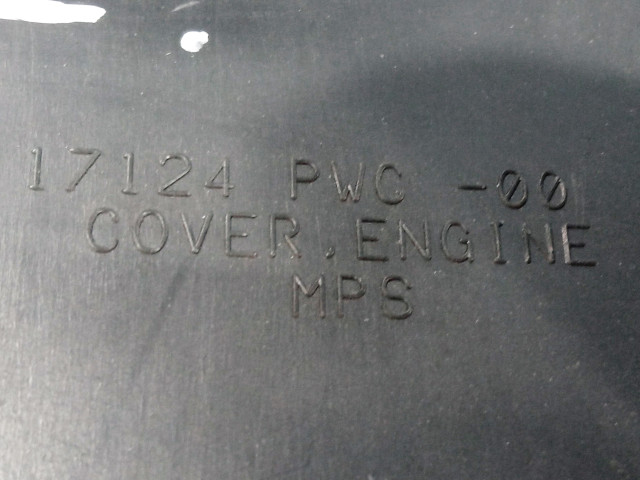 17124 PWC -00
COVER, ENGINE
MPS